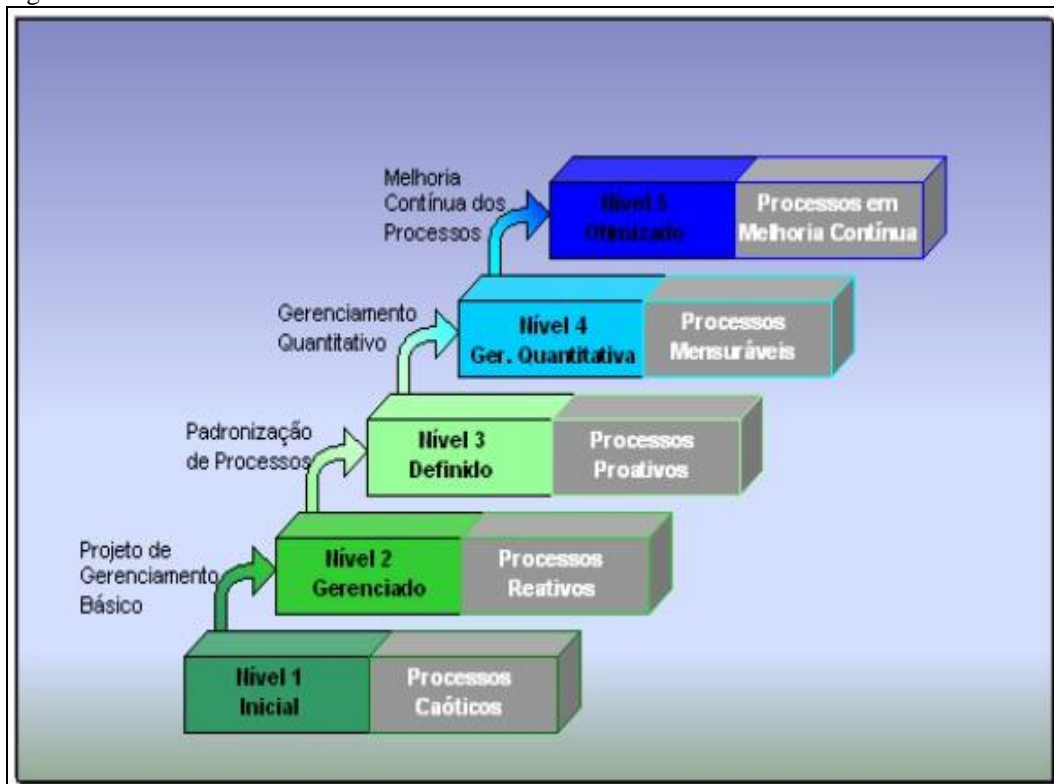 Melhoria
Contínua dos
Processos
Nível 5
Otimizado
Processos em
Melhoria Contínua
Gerenciamento
Quantitativo
Nível 4
Ger. Quantitativa
Processos
Mensuráveis
Padronização
de Processos
Nível 3
Definido
Processos
Proativos
Projeto de
Gerenciamento
Básico
Nível 2
Gerenciado
Processos
Reativos
Nível 1
Inicial
Processos
Caóticos